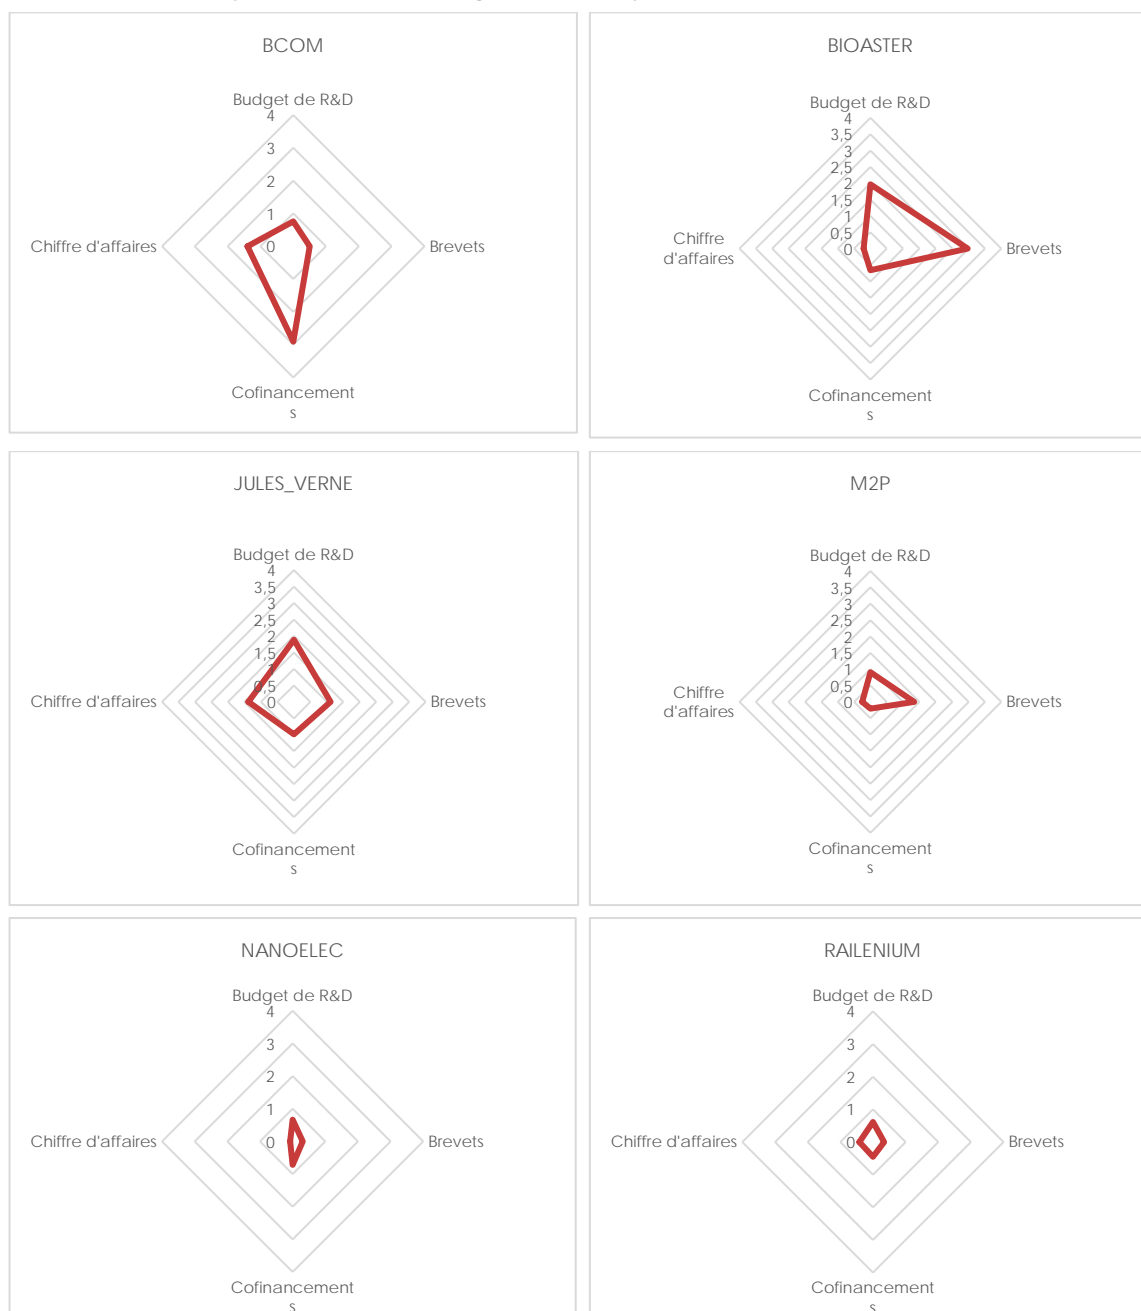 BCOM
Budget de R&D
4
3
2
1
0
Chiffre d'affaires
Brevets
Cofinancement
s
BIOASTER
Budget de R&D
4
3,5
3
2,5
2
1,5
1
0,5
0
Chiffre
d'affaires
Brevets
Cofinancement
s
JULES_VERNE
Budget de R&D
4
3,5
3
2,5
2
1,5
1
0,5
0
Chiffre d'affaires
Brevets
Cofinancement
s
M2P
Budget de R&D
4
3,5
3
2,5
2
1,5
1
0,5
0
Chiffre
d'affaires
Brevets
Cofinancement
s
NANOELEC
Budget de R&D
4
3
2
1
0
Chiffre d'affaires
Brevets
Cofinancement
s
RAILENIUM
Budget de R&D
4
3
2
1
0
Chiffre d'affaires
Brevets
Cofinancement
s